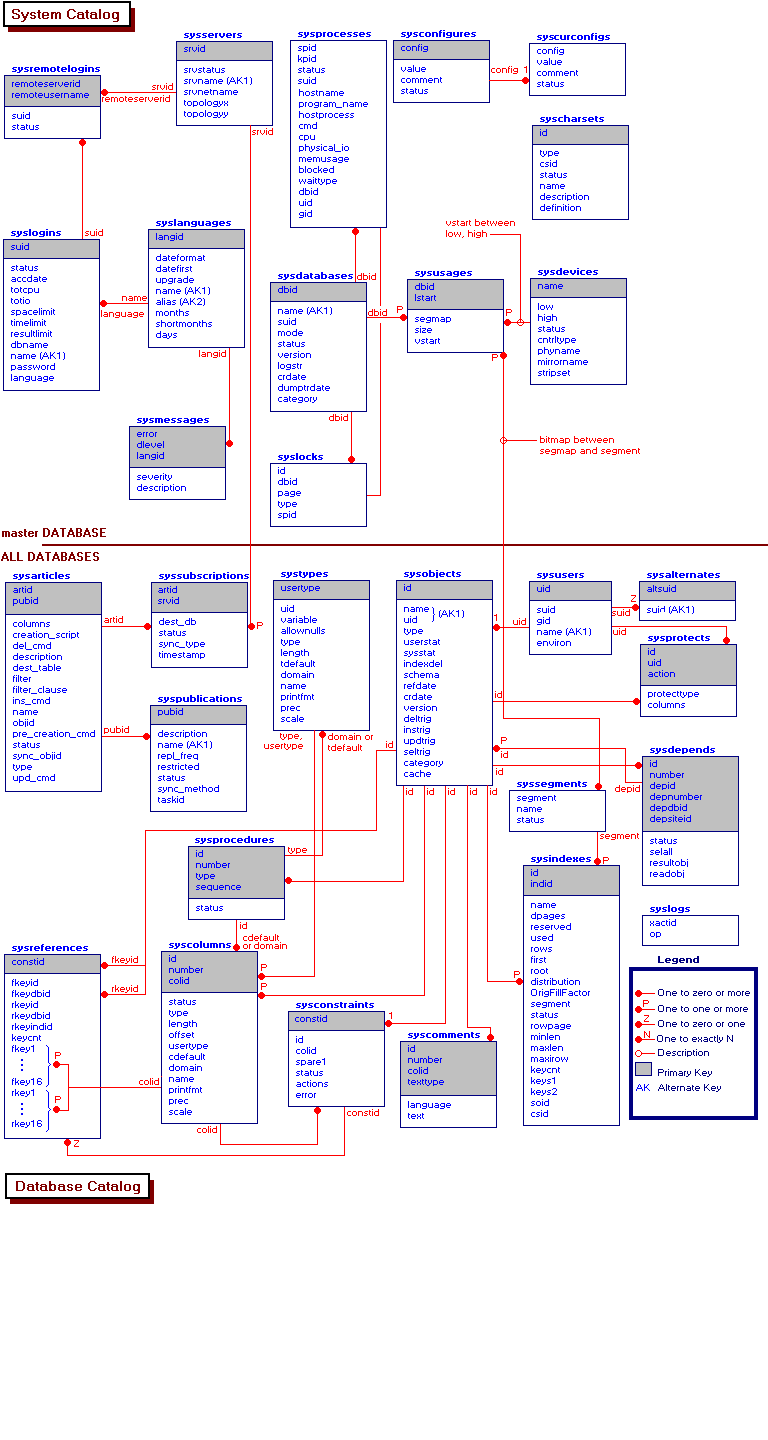 System Catalog
sysremotelogins
remoteserverid
remoteusername
suid
status
srvid
remoteserverid
sysservers
srvid
srvstatus
srvname (AK1)
srvnetname
topologyx
topologyy
srvid
sysprocesses
spid
kpid
status
suid
hostname
program_name
hostprocess
cmd
cpu
physical_io
memusage
blocked
waittype
dbid
uid
gid
sysconfigures
config
value
comment
status
config 1
syscurconfigs
config
value
comment
status
syscharsets
id
type
csid
status
name
description
definition
suid
syslogins
suid
status
accdate
totcpu
totio
spacelimit
timelimit
resultlimit
dbname
name (AK1)
password
language
name
language
syslanguages
langid
dateformat
datefirst
upgrade
name (AK1)
alias (AK2)
months
shortmonths
days
langid
sysmessages
error
dlevel
langid
severity
description
dbid
sysdatabases
dbid
name (AK1)
suid
mode
status
version
logstr
crdate
dumptrdate
category
dbid
P
dbid
syslocks
id
dbid
page
type
spid
vstart between
low, high
sysusages
dbid
lstart
segmap
size
vstart
P
P
sysdevices
name
low
high
status
cntrltype
phyname
mirrorname
stripset
bitmap between
segmap and segment
master DATABASE
ALL DATABASES
sysarticles
artid
pubid
columns
creation_script
del_cmd
description
dest_table
filter
filter_clause
ins_cmd
name
objid
pre_creation_cmd
status
sync_objid
type
upd_cmd
artid
pubid
syssubscriptions
artid
srvid
dest_db
status
sync_type
timestamp
P
syspublications
pubid
description
name (AK1)
repl_freq
restricted
status
sync_method
taskid
systypes
usertype
uid
variable
allownulls
type
length
tdefault
domain
name
printfmt
prec
scale
type,
usertype
domain or
tdefault
id
sysobjects
id
name
uid
} (AK1)
type
userstat
sysstat
indexdel
schema
refdate
crdate
version
deltrig
instrig
updtrig
seltrig
category
cache
id
id
id
id
id
1
uid
id
P
id
id
sysusers
uid
suid
gid
name (AK1)
environ
Z
suid
uid
sysalternates
altsuid
suid (AK1)
sysprotects
id
uid
action
protecttype
columns
sysdepends
id
number
depid
depnumber
depdbid
depsiteid
status
selall
resultobj
readobj
depid
syssegments
segment
name
status
segment
P
sysprocedures
id
number
type
sequence
status
type
id
cdefault
or domain
sysreferences
constid
fkeyid
fkeydbid
rkeyid
rkeydbid
rkeyindid
keycnt
fkey1
fkey16
rkey1
rkey16
P
P
fkeyid
rkeyid
colid
Z
syscolumns
id
number
colid
status
type
length
offset
usertype
cdefault
domain
name
printfmt
prec
scale
P
P
colid
sysconstraints
constid
id
colid
spare1
status
actions
error
1
constid
syscomments
id
number
colid
texttype
language
text
N
P
sysindexes
id
indid
name
dpages
reserved
used
rows
first
root
distribution
OrigFillFactor
segment
status
rowpage
minlen
maxlen
maxirow
keycnt
keys1
keys2
soid
csid
syslogs
xactid
op
Legend
One to zero or more
P One to one or more
Z One to zero or one
N One to exactly N
Description
Primary Key
AK Alternate Key
Database Catalog